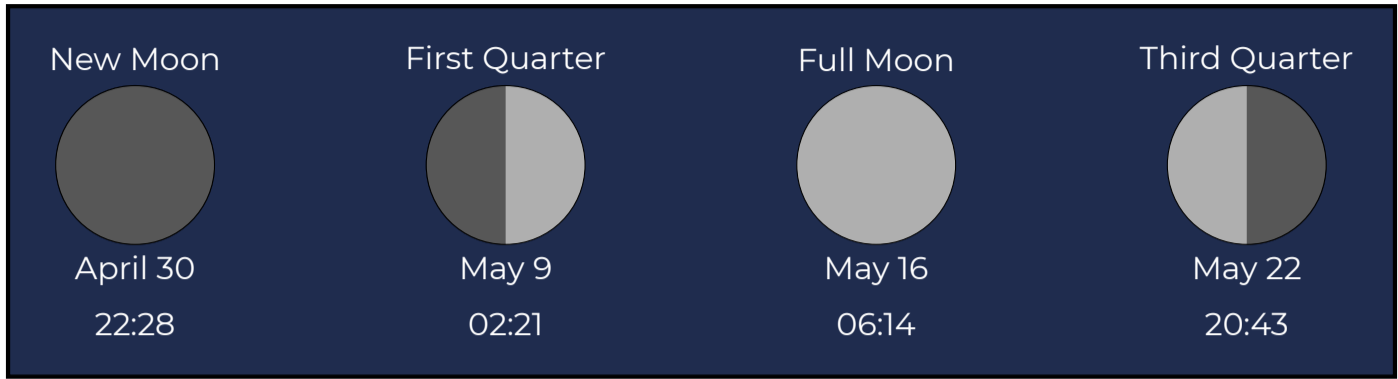 New Moon
First Quarter
Full Moon
Third Quarter
April 30
May 9
May 16
May 22
22:28
02:21
06:14
20:43